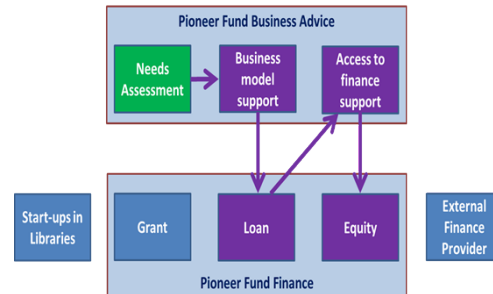 Pioneer Fund Business Advice
Needs
Assessment
Business
model
support
Access to
finance
support
Start-ups in
Libraries
Grant
Loan
Equity
External
Finance
Provider
Pioneer Fund Finance